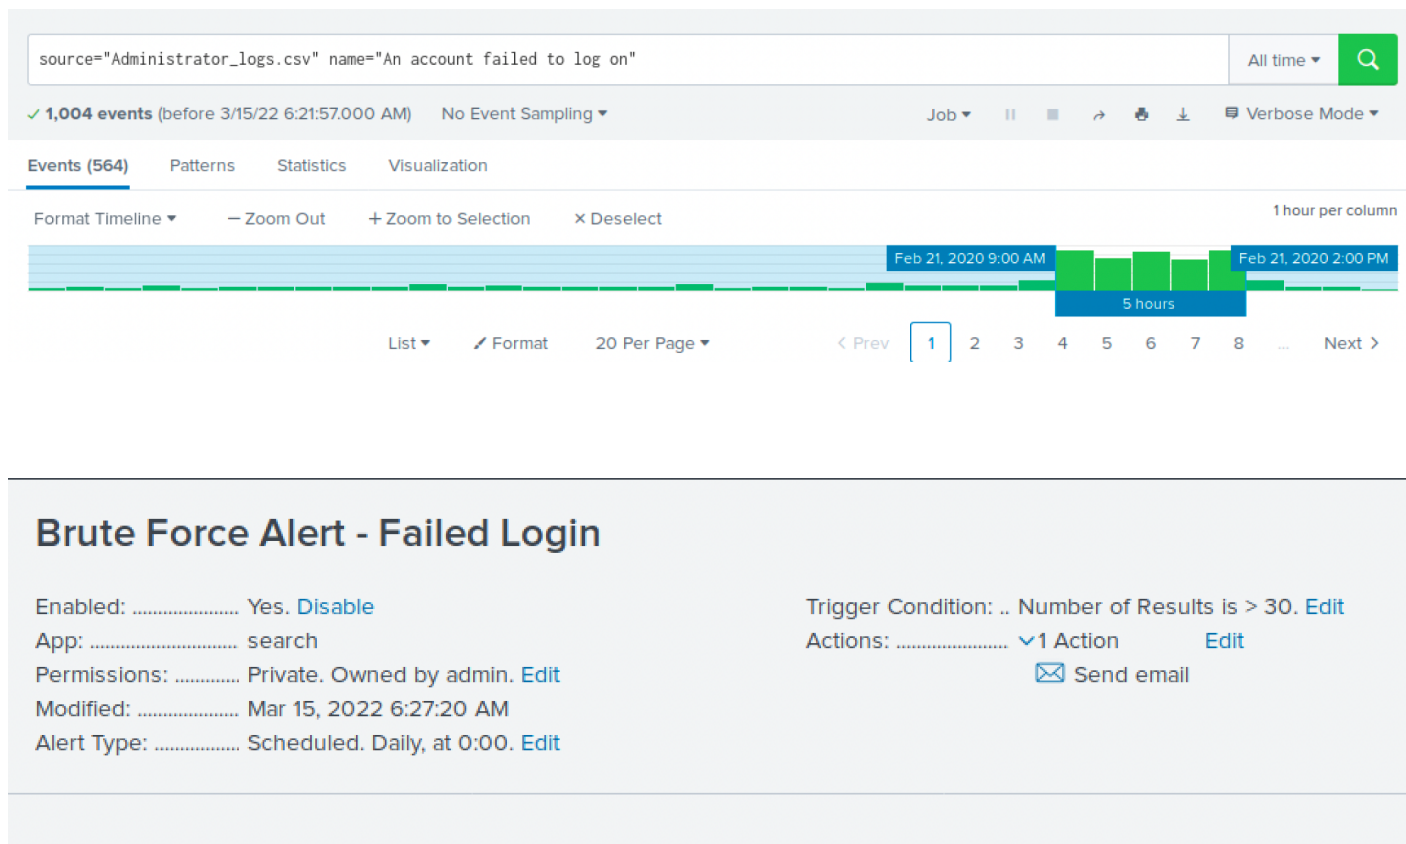 source="Administrator_logs.csv" name="An account failed to log on"
All time
1,004 events (before 3/15/22 6:21:57.000 AM) No Event Sampling
Job
Verbose Mode
Events (564) Patterns Statistics Visualization
Format Timeline – Zoom Out + Zoom to Selection × Deselect
1 hour per column
Feb 21, 2020 9:00 AM
Feb 21, 2020 2:00 PM
5 hours
List Format 20 Per Page
< Prev 1 2 3 4 5 6 7 8 ... Next >
Brute Force Alert - Failed Login
Enabled: ..................... Yes. Disable
App: ............................. search
Permissions: ............. Private. Owned by admin. Edit
Modified: .................... Mar 15, 2022 6:27:20 AM
Alert Type: ................. Scheduled. Daily, at 0:00. Edit
Trigger Condition: .. Number of Results is > 30. Edit
Actions: ...................... 1 Action Edit
Send email